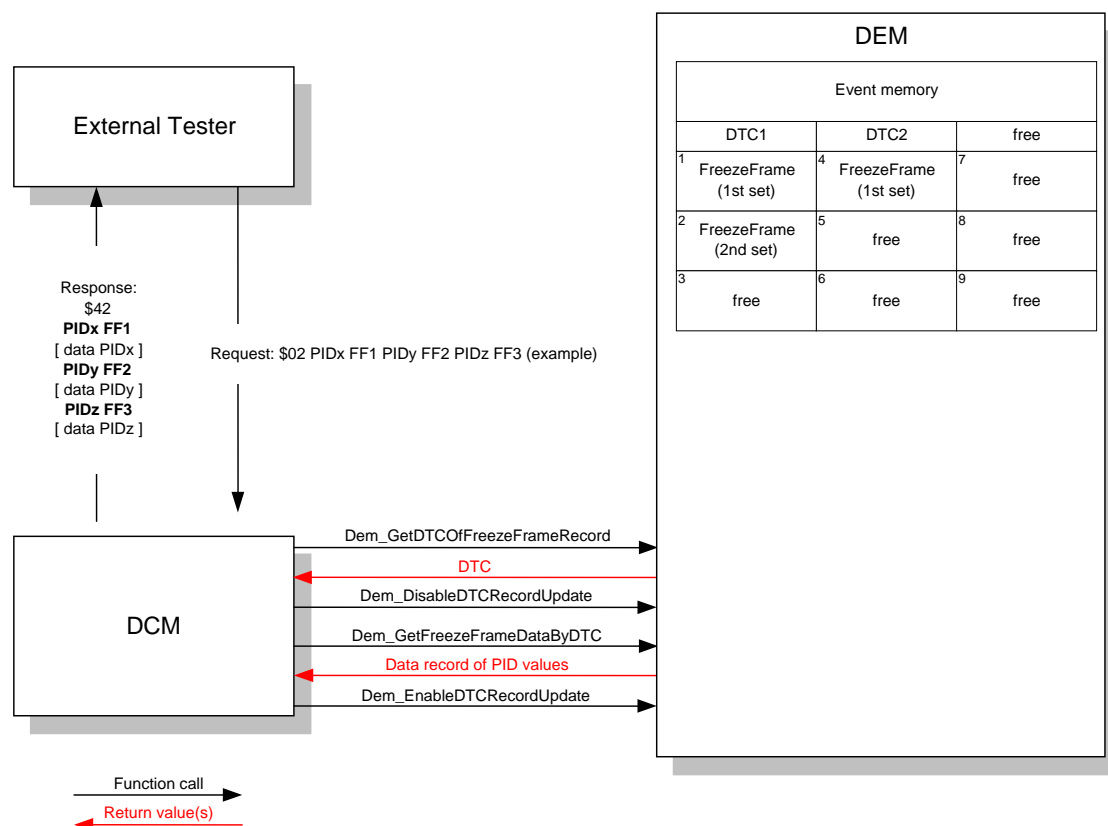 DEM
Event memory
DTC1 DTC2 free
1 FreezeFrame (1st set) 4 FreezeFrame (1st set) 7 free
2 FreezeFrame (2nd set) 5 free 8 free
3 free 6 free 9 free
External Tester
Response:
$42
PIDx FF1
[ data PIDx ]
PIDy FF2
[ data PIDy ]
PIDz FF3
[ data PIDz ]
Request: $02 PIDx FF1 PIDy FF2 PIDz FF3 (example)
DCM
Dem_GetDTCOfFreezeFrameRecord
DTC
Dem_DisableDTCRecordUpdate
Dem_GetFreezeFrameDataByDTC
Data record of PID values
Dem_EnableDTCRecordUpdate
Function call
Return value(s)